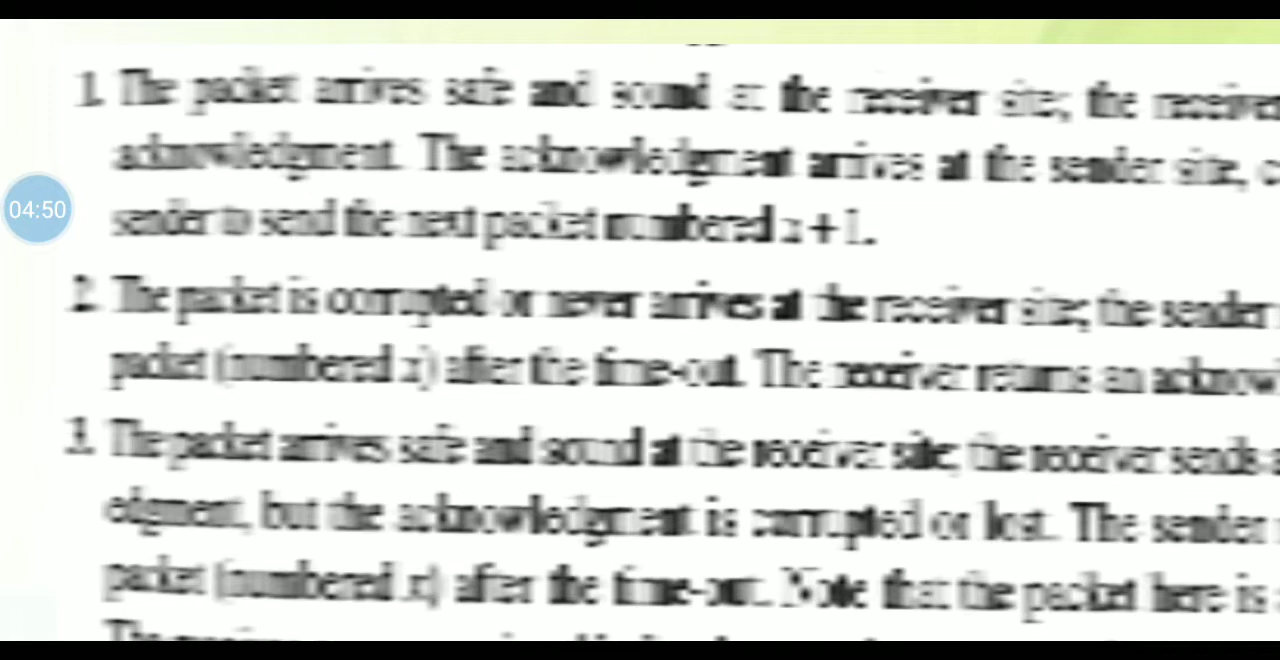 1. The packet arrives safe and sound at the receiver site; the receiver
acknowledgment. The acknowledgment arrives at the sender site,
sender to send the next packet numbered x + 1.
04:50
2. The packet is corrupted or never arrives at the receiver site; the sender
packet (numbered x) after the time-out. The receiver returns an
3. The packet arrives safe and sound at the receiver site; the receiver sends
edgment, but the acknowledgment is corrupted or lost. The sender
packet (numbered x) after the time-out. Note that the packet here is